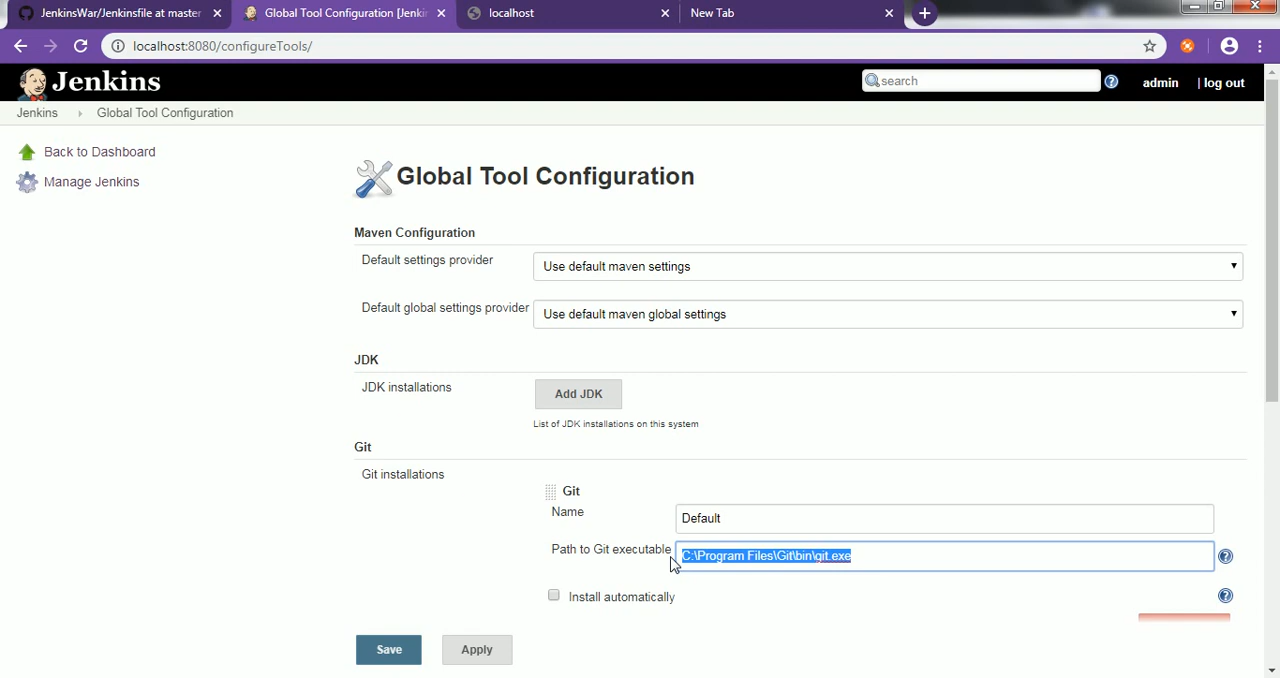 JenkinsWar/Jenkinsfile at master
Global Tool Configuration [Jenki
localhost
New Tab
localhost:8080/configureTools/
Jenkins
search
admin
| log out
Jenkins
Global Tool Configuration
Back to Dashboard
Manage Jenkins
Global Tool Configuration
Maven Configuration
Default settings provider
Use default maven settings
Default global settings provider
Use default maven global settings
JDK
JDK installations
Add JDK
List of JDK installations on this system
Git
Git installations
Git
Name
Default
Path to Git executable
C:\Program Files\Git\bin\git.exe
Install automatically
Save
Apply